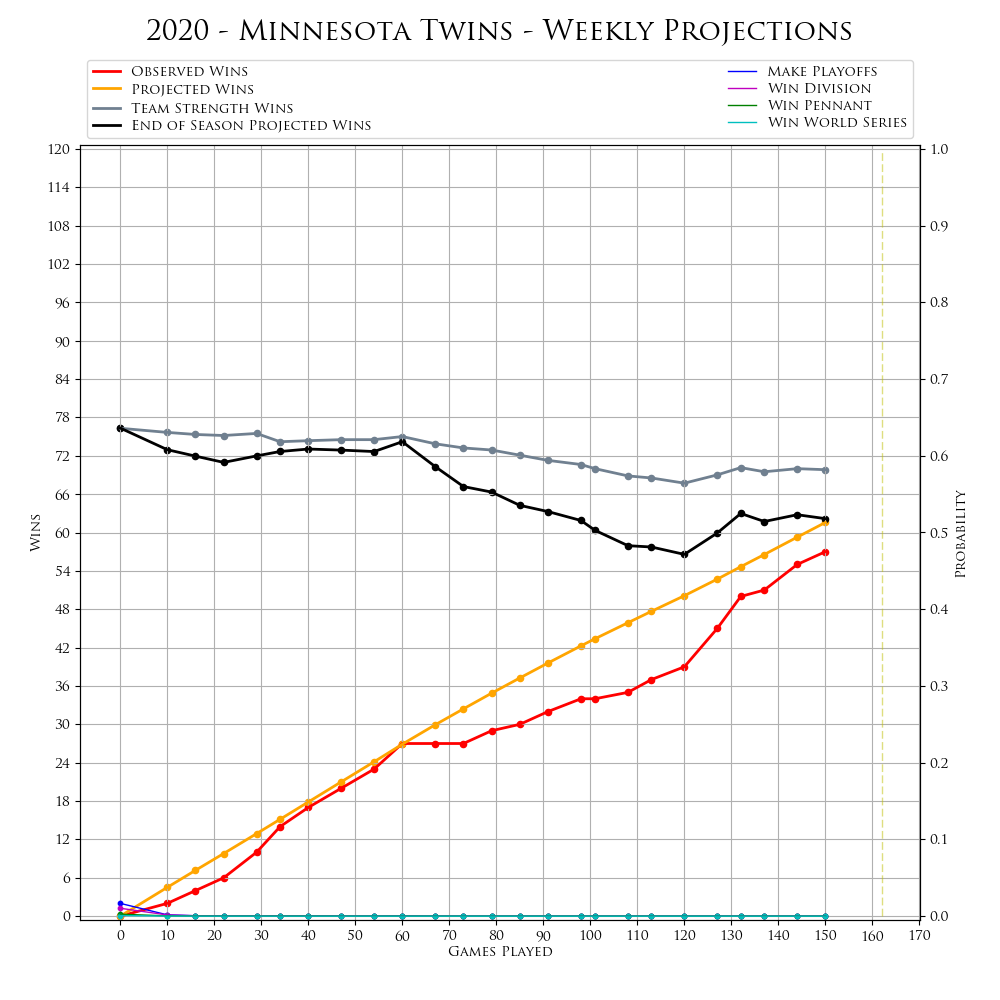 2020 - Minnesota Twins - Weekly Projections
Observed Wins
Projected Wins
Team Strength Wins
End of Season Projected Wins
Make Playoffs
Win Division
Win Pennant
Win World Series
120
114
108
102
96
90
84
78
72
66
60
54
48
42
36
30
24
18
12
6
0
Wins
1.0
0.9
0.8
0.7
0.6
0.5
0.4
0.3
0.2
0.1
0.0
Probability
0 10 20 30 40 50 60 70 80 90 100 110 120 130 140 150 160 170
Games Played